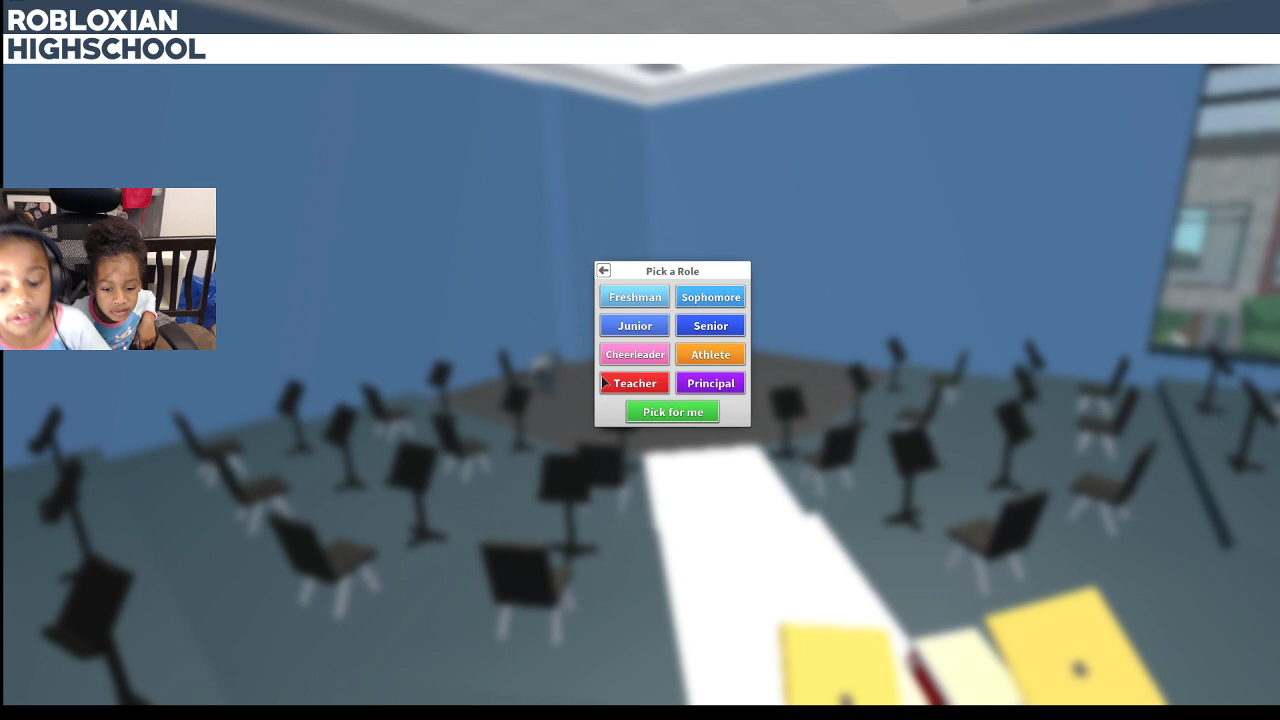 ROBLOXIAN
HIGHSCHOOL
Pick a Role
Freshman
Sophomore
Junior
Senior
Cheerleader
Athlete
Teacher
Principal
Pick for me